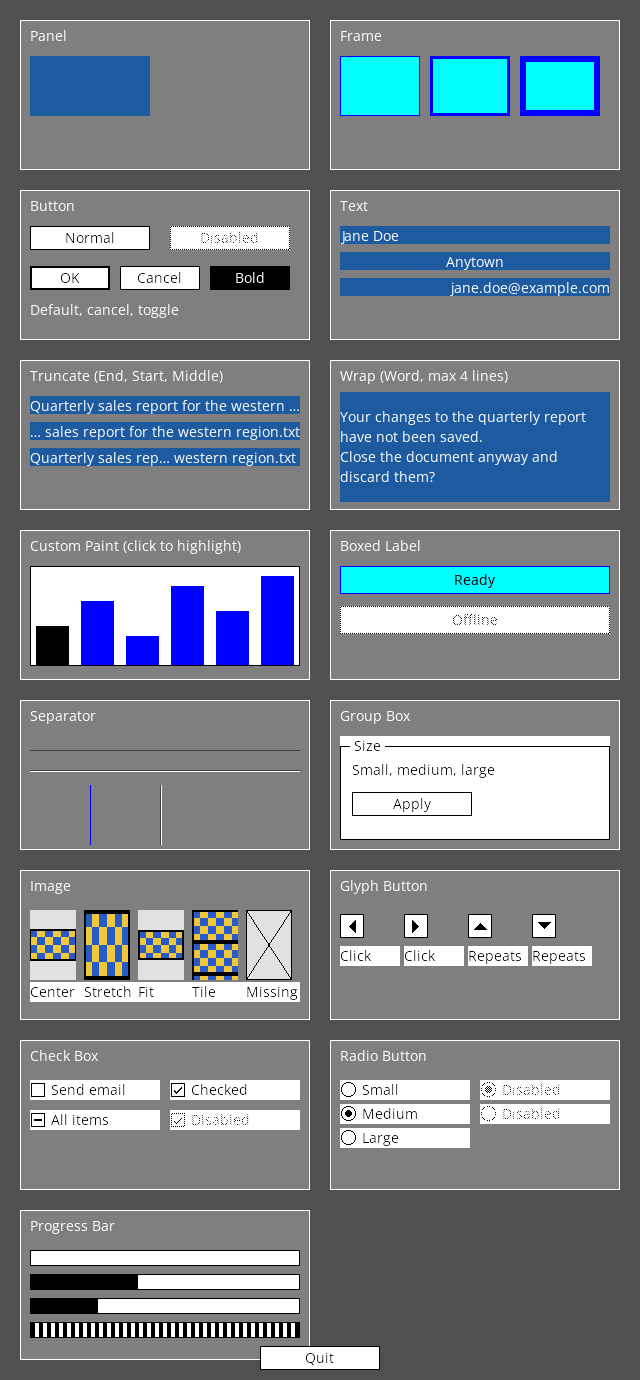 Panel
Frame
Button
Normal
Disabled
OK
Cancel
Bold
Default, cancel, toggle
Text
Jane Doe
Anytown
jane.doe@example.com
Truncate (End, Start, Middle)
Quarterly sales report for the western ...
... sales report for the western region.txt
Quarterly sales rep... western region.txt
Wrap (Word, max 4 lines)
Your changes to the quarterly report
have not been saved.
Close the document anyway and
discard them?
Custom Paint (click to highlight)
Boxed Label
Ready
Offline
Separator
Group Box
Size
Small, medium, large
Apply
Image
Center
Stretch
Fit
Tile
Missing
Glyph Button
Click
Click
Repeats
Repeats
Check Box
Send email
Checked
All items
Disabled
Radio Button
Small
Disabled
Medium
Disabled
Large
Progress Bar
Quit